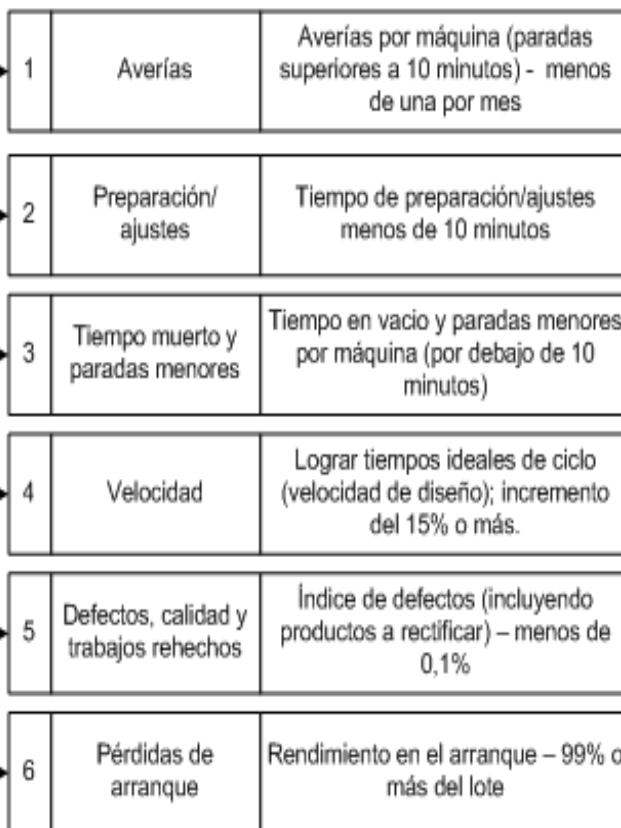 1
Averías
Averías por máquina (paradas
superiores a 10 minutos) - menos
de una por mes
2
Preparación/
ajustes
Tiempo de preparación/ajustes
menos de 10 minutos
3
Tiempo muerto y
paradas menores
Tiempo en vacio y paradas menores
por máquina (por debajo de 10
minutos)
4
Velocidad
Lograr tiempos ideales de ciclo
(velocidad de diseño); incremento
del 15% o más.
5
Defectos, calidad y
trabajos rehechos
Índice de defectos (incluyendo
productos a rectificar) – menos de
0,1%
6
Pérdidas de
arranque
Rendimiento en el arranque – 99% o
más del lote